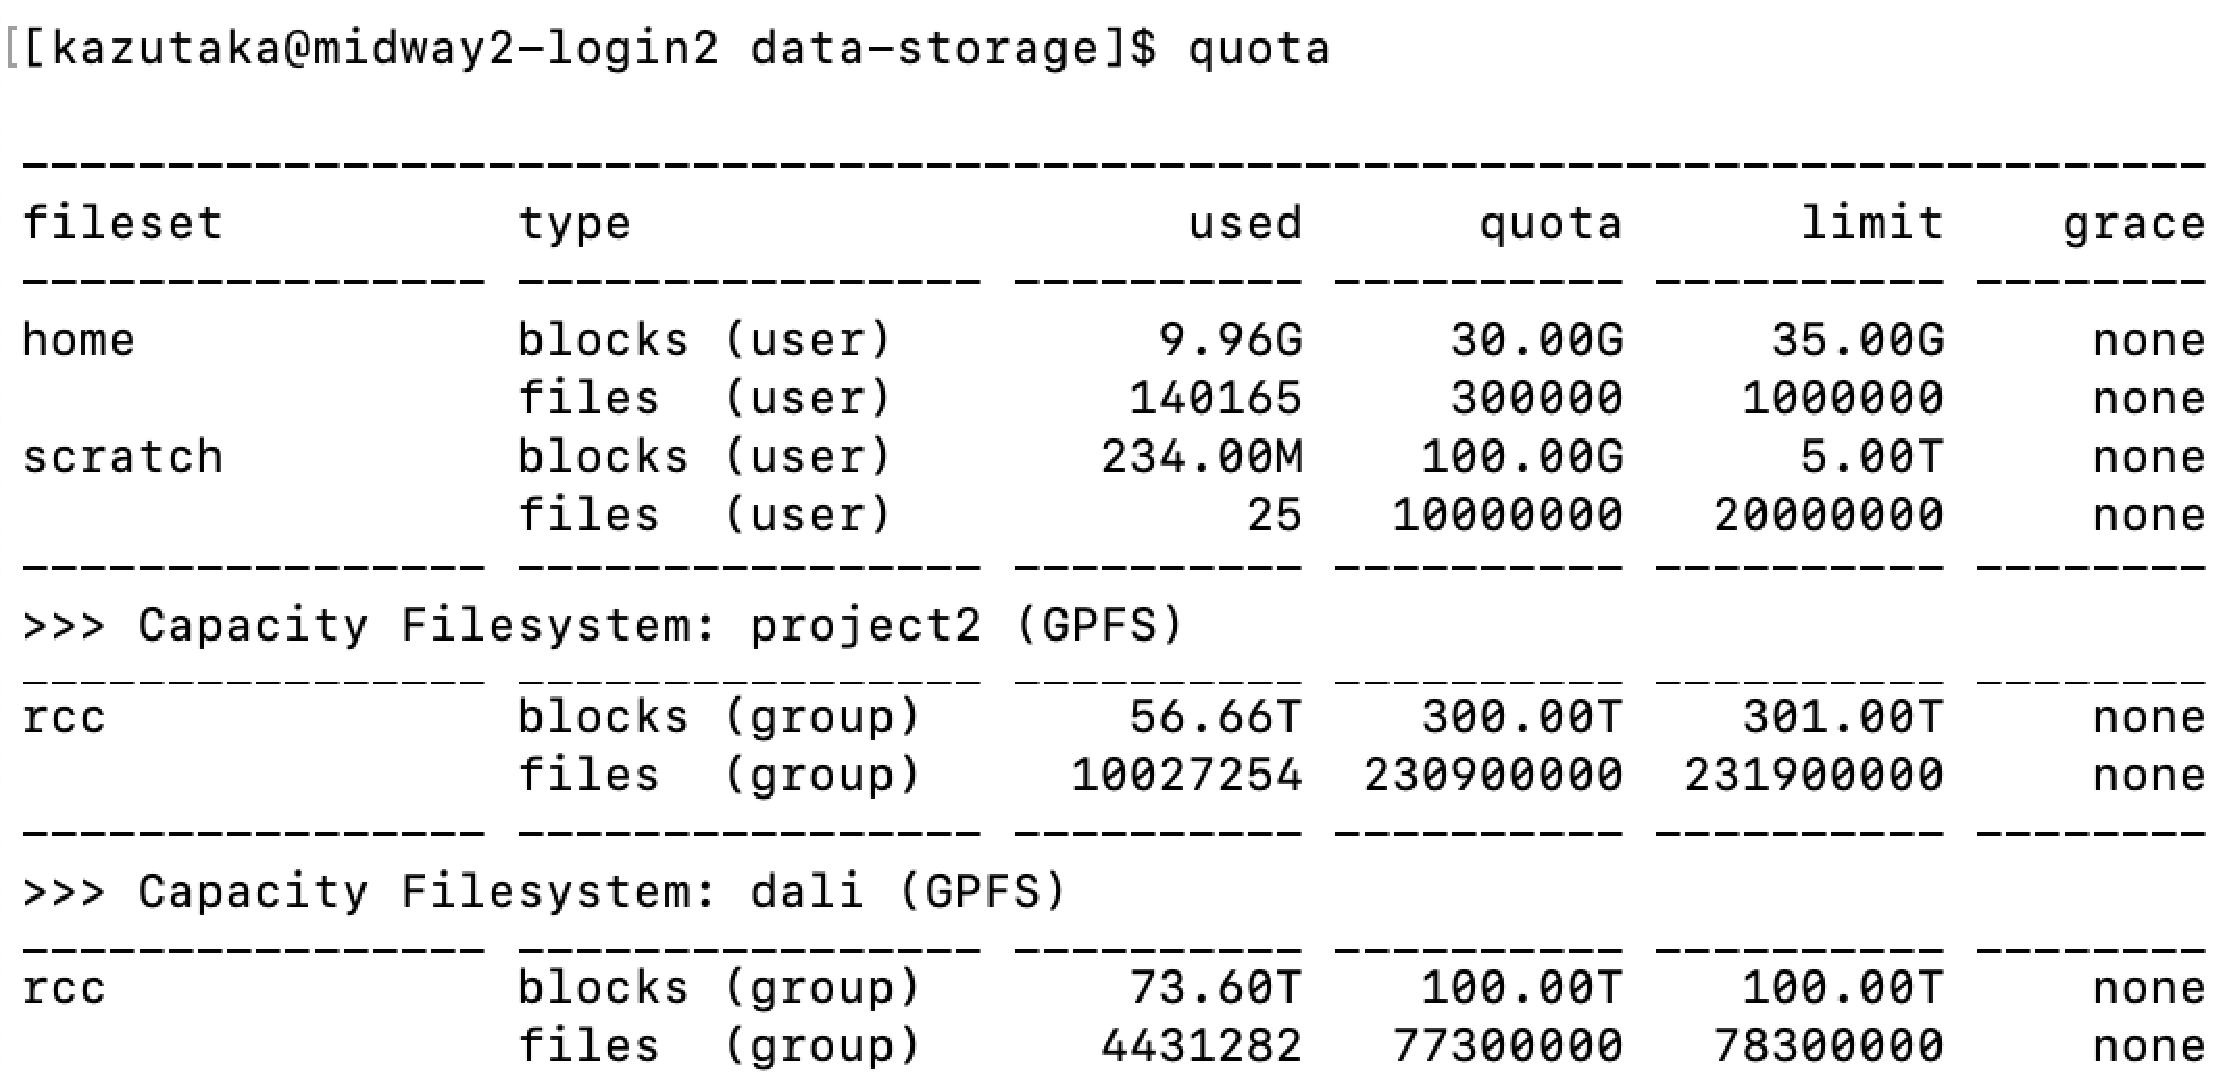 [[kazutaka@midway2-login2 data-storage]$ quota
----------------------------------------------------------------------------
fileset          type                   used      quota      limit    grace
---------------- ---------------- ---------- ---------- ---------- --------
home             blocks (user)         9.96G     30.00G     35.00G     none
                 files  (user)        140165     300000    1000000     none
scratch          blocks (user)       234.00M    100.00G      5.00T     none
                 files  (user)            25   10000000   20000000     none
---------------- ---------------- ---------- ---------- ---------- --------
>>> Capacity Filesystem: project2 (GPFS)
---------------- ---------------- ---------- ---------- ---------- --------
rcc              blocks (group)       56.66T    300.00T    301.00T     none
                 files  (group)     10027254  230900000  231900000     none
---------------- ---------------- ---------- ---------- ---------- --------
>>> Capacity Filesystem: dali (GPFS)
---------------- ---------------- ---------- ---------- ---------- --------
rcc              blocks (group)       73.60T    100.00T    100.00T     none
                 files  (group)      4431282   77300000   78300000     none